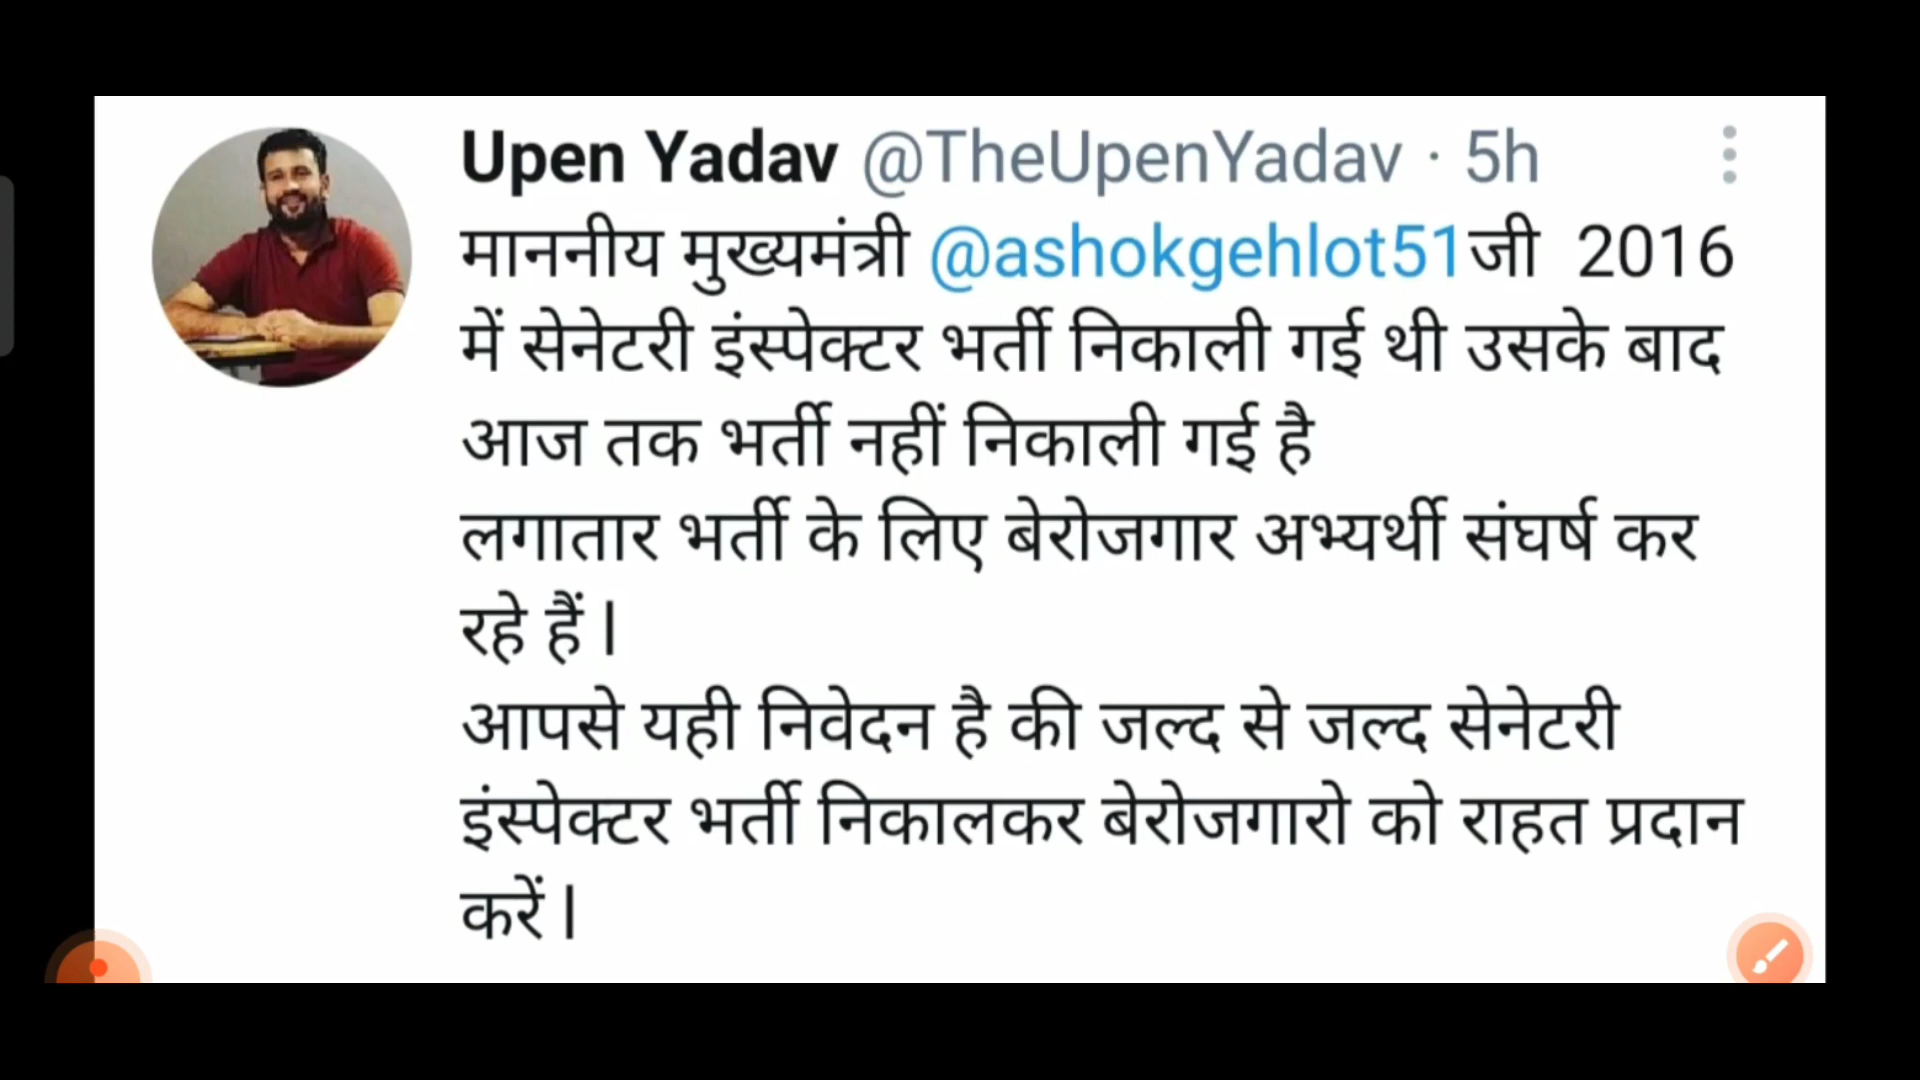 Upen Yadav @TheUpenYadav · 5h
माननीय मुख्यमंत्री @ashokgehlot51जी 2016
में सेनेटरी इंस्पेक्टर भर्ती निकाली गई थी उसके बाद
आज तक भर्ती नहीं निकाली गई है
लगातार भर्ती के लिए बेरोजगार अभ्यर्थी संघर्ष कर
रहे हैं l
आपसे यही निवेदन है की जल्द से जल्द सेनेटरी
इंस्पेक्टर भर्ती निकालकर बेरोजगारो को राहत प्रदान
करें l